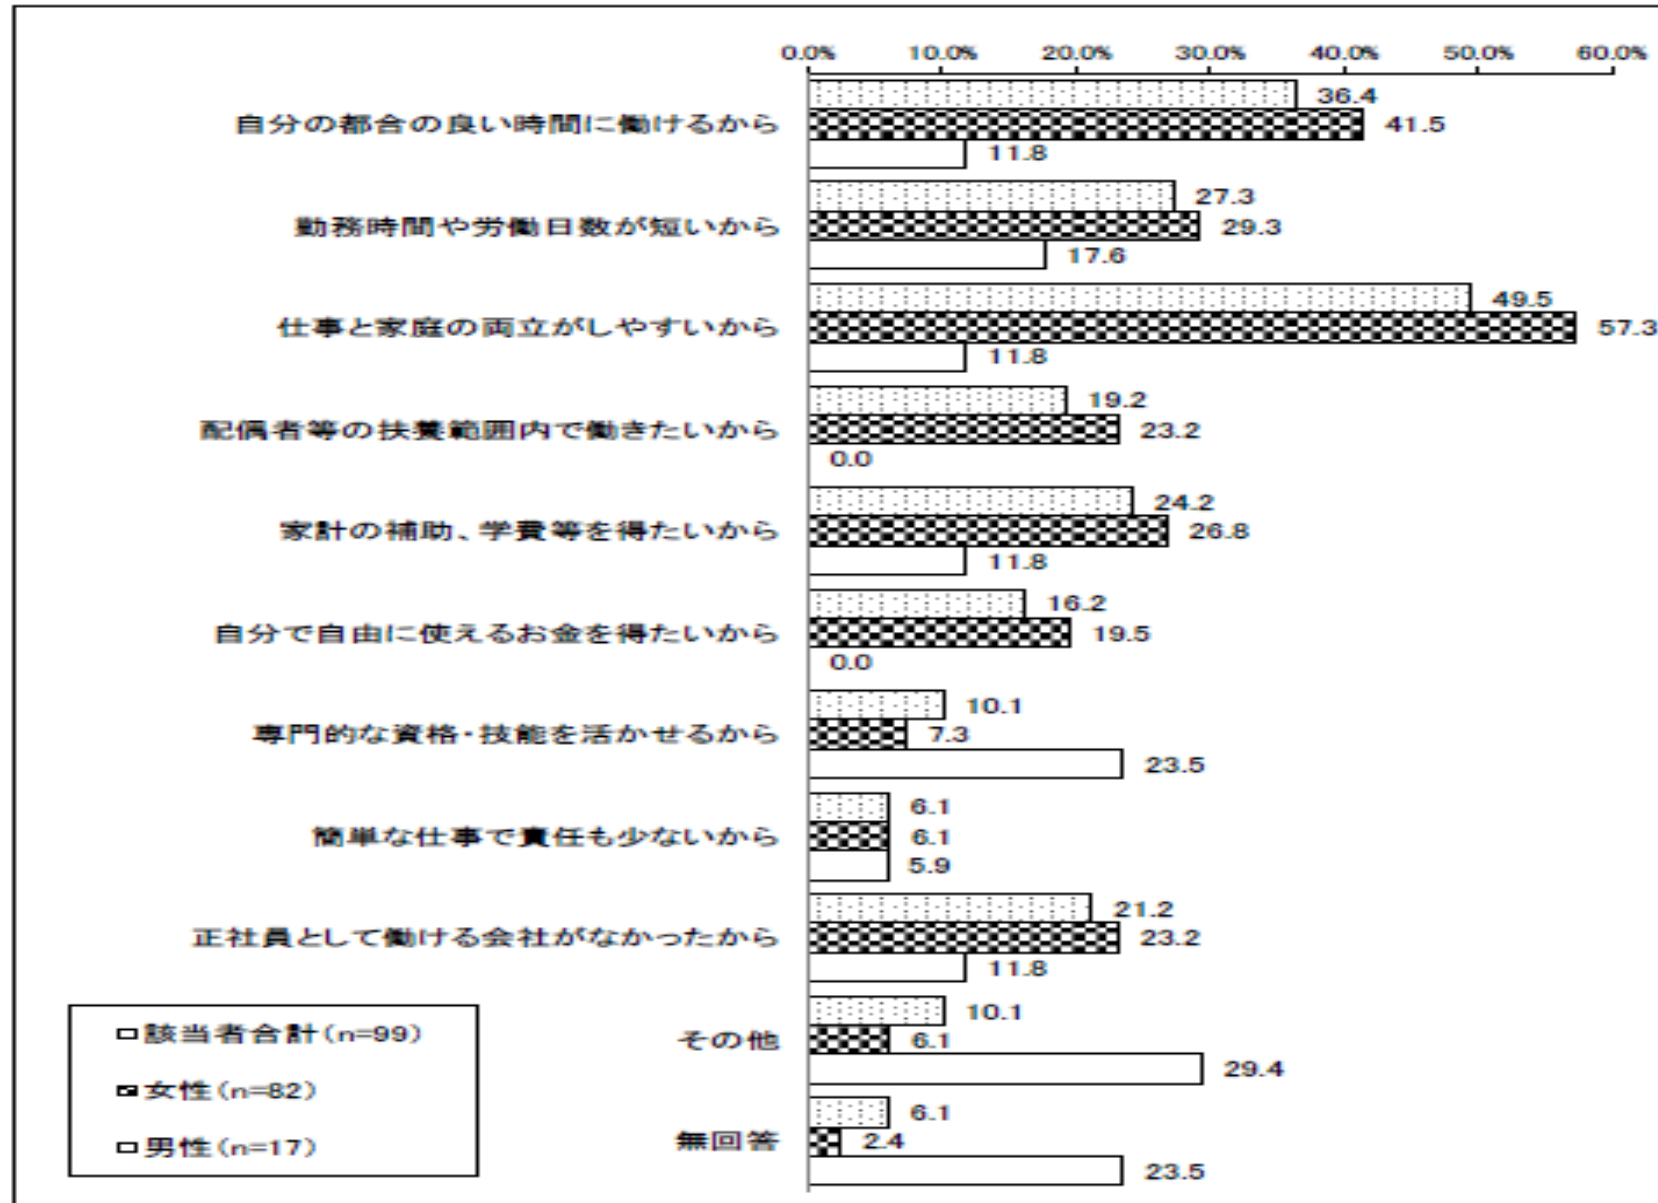 0.0% 10.0% 20.0% 30.0% 40.0% 50.0% 60.0%
36.4
自分の都合の良い時間に働けるから 41.5
11.8
27.3
勤務時間や労働日数が短いから 29.3
17.6
49.5
仕事と家庭の両立がしやすいから 57.3
11.8
19.2
配偶者等の扶養範囲内で働きたいから 23.2
0.0
24.2
家計の補助、学費等を得たいから 26.8
11.8
16.2
自分で自由に使えるお金を得たいから 19.5
0.0
10.1
専門的な資格・技能を活かせるから 7.3
23.5
6.1
簡単な仕事で責任も少ないから 6.1
5.9
21.2
正社員として働ける会社がなかったから 23.2
11.8
10.1
その他 6.1
29.4
6.1
無回答 2.4
23.5
該当者合計(n=99)
女性(n=82)
男性(n=17)